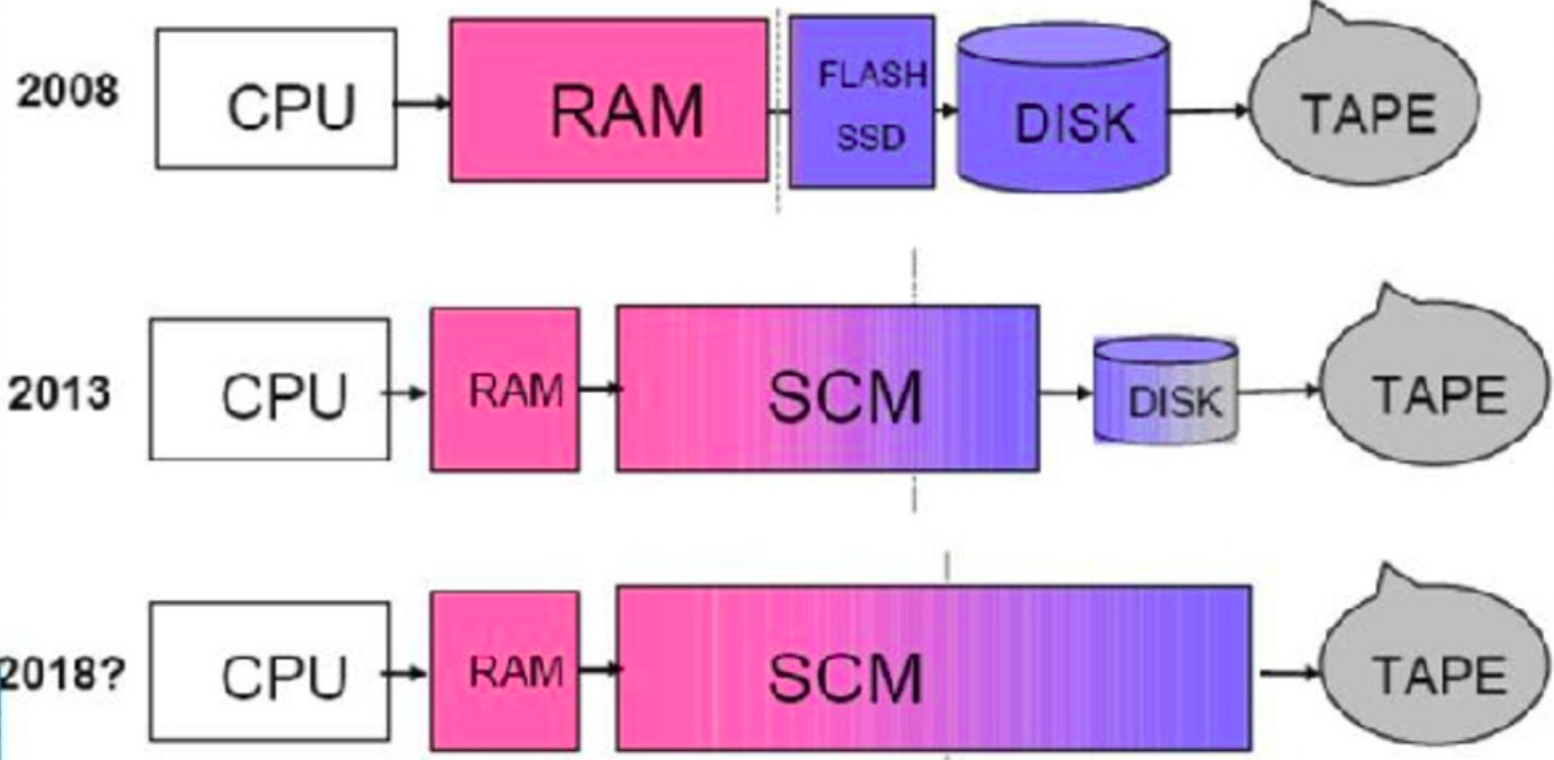 2008
CPU
RAM
FLASH
SSD
DISK
TAPE
2013
CPU
RAM
SCM
DISK
TAPE
2018?
CPU
RAM
SCM
TAPE